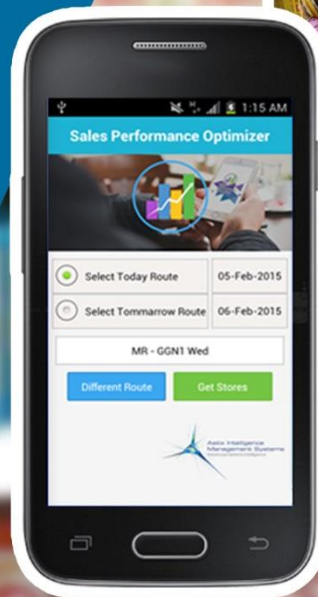 1:15 AM
Sales Performance Optimizer
Select Today Route 05-Feb-2015
Select Tommarrow Route 06-Feb-2015
MR - GGN1 Wed
Different Route Get Stores
Astix Intelligence
Management Systems